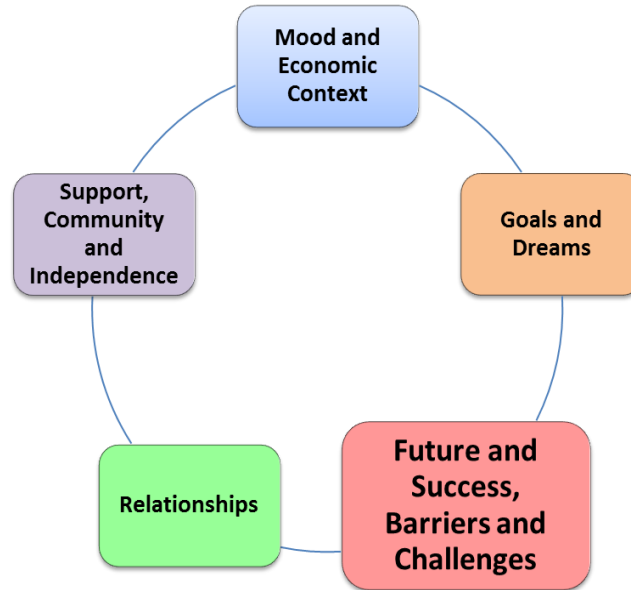 Mood and
Economic
Context
Goals and
Dreams
Future and
Success,
Barriers and
Challenges
Relationships
Support,
Community
and
Independence